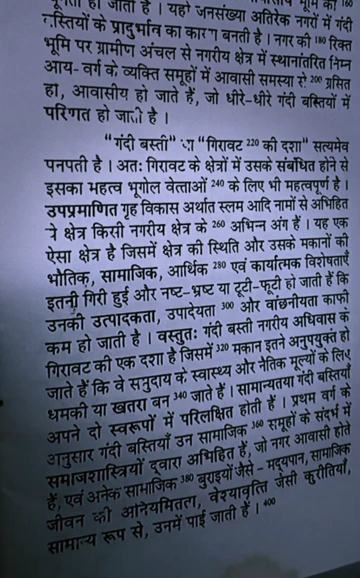 जाता हो जाता है । यही जनसंख्या अतिरेक नगरों में गंदी
बस्तियों के प्रादुर्भाव का कारण बनती है । नगर की 180 रिक्त
भूमि पर ग्रामीण अंचल से नगरीय क्षेत्र में स्थानांतरित निम्न
आय- वर्ग के व्यक्ति समूहों में आवासी समस्या से 200 ग्रसित
हा, आवासीय हो जाते हैं, जो धीरे-धीरे गंदी बस्तियों में
परिणत हो जाती है ।
"गंदी बस्ती" या "गिरावट 220 की दशा" सत्यमेव
पनपती है । अतः गिरावट के क्षेत्रों में उसके संबंधित होने से
इसका महत्व भूगोल वेत्ताओं 240 के लिए भी महत्वपूर्ण है ।
उपप्रमाणित गृह विकास अर्थात स्लम आदि नामों से अभिहित
ये क्षेत्र किसी नगरीय क्षेत्र के 260 अभिन्न अंग हैं । यह एक
ऐसा क्षेत्र है जिसमें क्षेत्र की स्थिति और उसके मकानों की
भौतिक, सामाजिक, आर्थिक 280 एवं कार्यात्मक विशेषताएँ
इतनी गिरी हुई और नष्ट-भ्रष्ट या टूटी-फूटी हो जाती हैं कि
उनकी उत्पादकता, उपादेयता 300 और वांछनीयता काफी
कम हो जाती है । वस्तुतः गंदी बस्ती नगरीय अधिवास के
गिरावट की एक दशा है जिसमें 320 मकान इतने अनुपयुक्त हो
जाते हैं कि वे समुदाय के स्वास्थ्य और नैतिक मूल्यों के लिए
धमकी या खतरा बन 340 जाते हैं । सामान्यतया गंदी बस्तियाँ
अपने दो स्वरूपों में परिलक्षित होती हैं । प्रथम वर्ग के
अनुसार गंदी बस्तियाँ उन सामाजिक 360 समूहों के संदर्भ में
समाजशास्त्रियों द्वारा अभिहित हैं, जो नगर आवासी होते
हैं, एवं अनेक सामाजिक 380 बुराइयों जैसे – मद्यपान, सामाजिक
जीवन की अनियमितता, वेश्यावृत्ति जैसी कुरीतियाँ,
सामान्य रूप से, उनमें पाई जाती हैं । 400